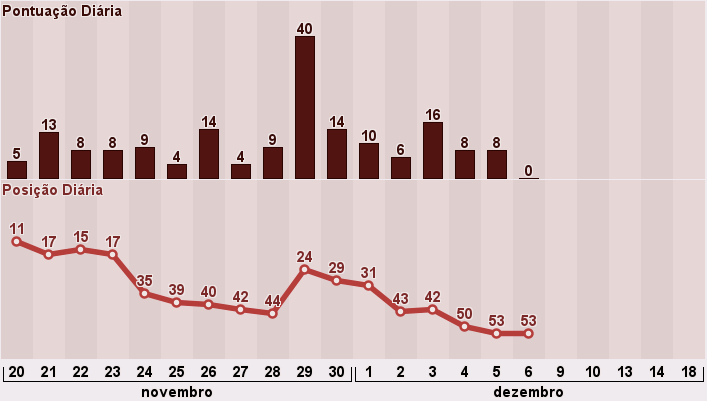 Pontuação Diária
5 13 8 8 9 4 14 4 9 40 14 10 6 16 8 8 0
Posição Diária
11 17 15 17 35 39 40 42 44 24 29 31 43 42 50 53 53
20 21 22 23 24 25 26 27 28 29 30 1 2 3 4 5 6 9 10 13 14 18
novembro dezembro